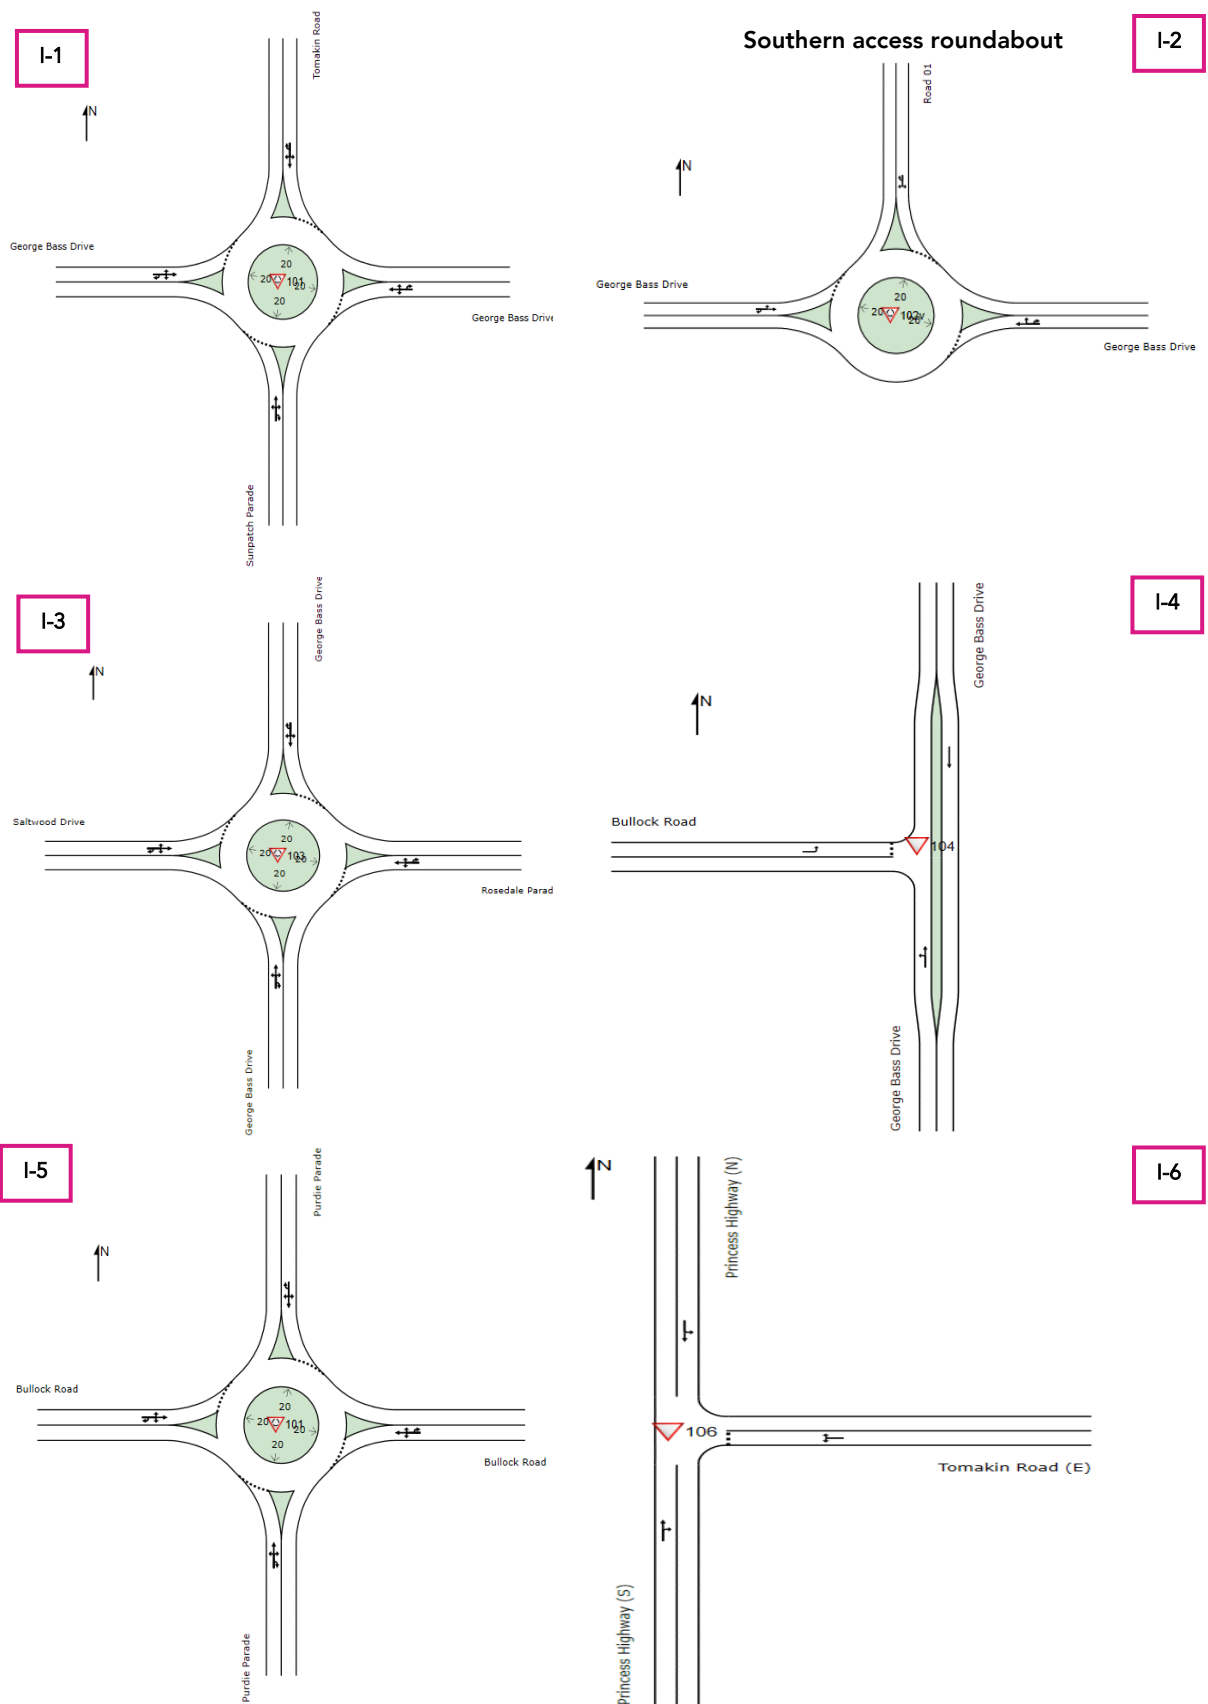 I-1
N
Tomakin Road
George Bass Drive
20
20
101
20
20
George Bass Drive
Sunpatch Parade
Southern access roundabout
I-2
N
Road 01
George Bass Drive
20
20
102v
20
George Bass Drive
I-3
N
George Bass Drive
Saltwood Drive
20
20
103
20
20
Rosedale Parad
George Bass Drive
I-4
N
George Bass Drive
Bullock Road
104
George Bass Drive
I-5
N
Purdie Parade
Bullock Road
20
20
101
20
20
Bullock Road
Purdie Parade
I-6
N
Princess Highway (N)
106
Tomakin Road (E)
Princess Highway (S)